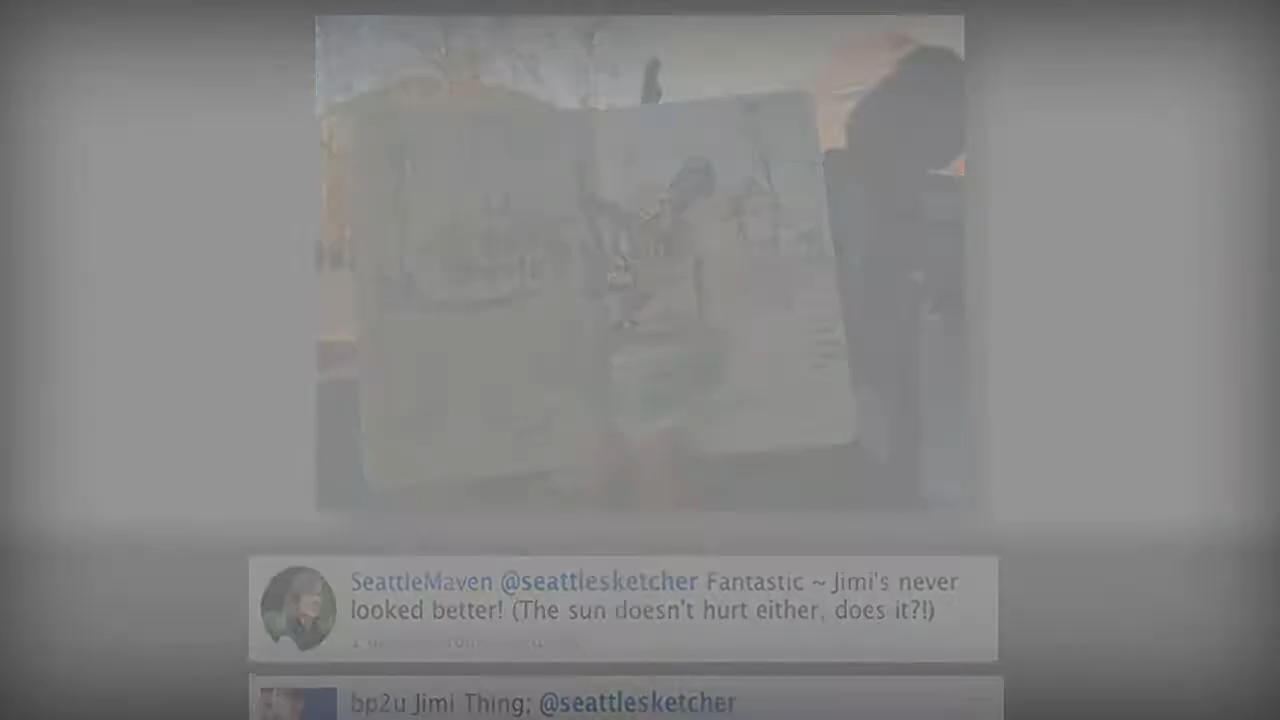 SeattleMaven @seattlesketcher Fantastic ~ Jimi's never
looked better! (The sun doesn't hurt either, does it?!)
bp2u Jimi Thing; @seattlesketcher